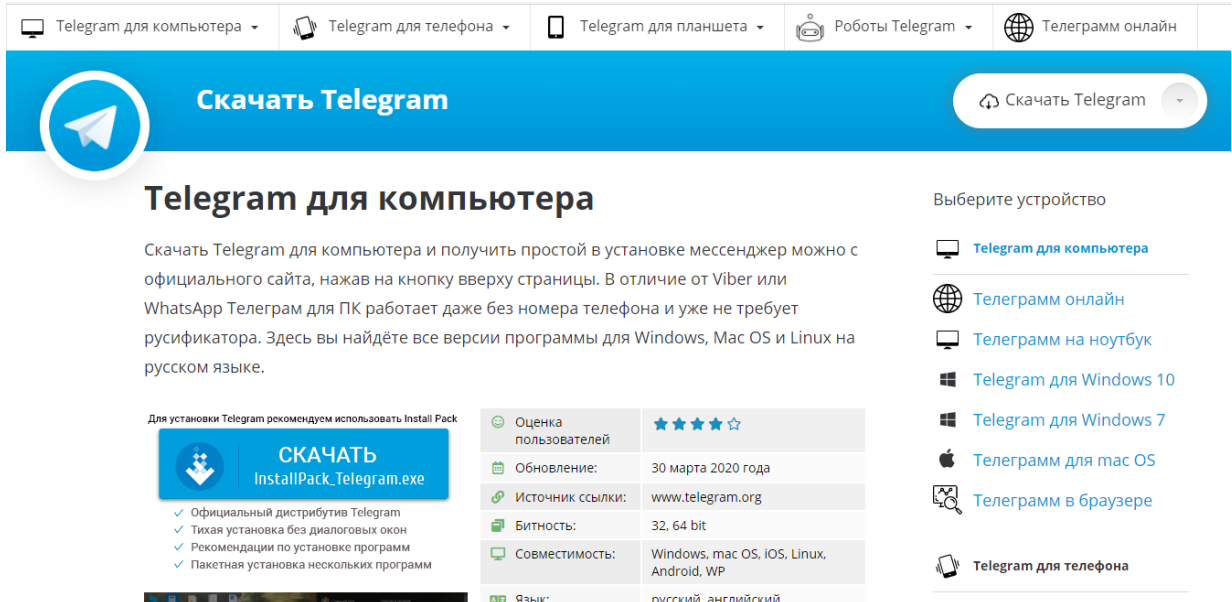 Telegram для компьютера
Telegram для телефона
Telegram для планшета
Роботы Telegram
Телеграмм онлайн
Скачать Telegram
Скачать Telegram
Telegram для компьютера
Скачать Telegram для компьютера и получить простой в установке мессенджер можно с
официального сайта, нажав на кнопку вверху страницы. В отличие от Viber или
WhatsApp Телеграм для ПК работает даже без номера телефона и уже не требует
русификатора. Здесь вы найдёте все версии программы для Windows, Mac OS и Linux на
русском языке.
Для установки Telegram рекомендуем использовать Install Pack
СКАЧАТЬ
InstallPack_Telegram.exe
Официальный дистрибутив Telegram
Тихая установка без диалоговых окон
Рекомендации по установке программ
Пакетная установка нескольких программ
Оценка
пользователей
Обновление: 30 марта 2020 года
Источник ссылки: www.telegram.org
Битность: 32, 64 bit
Совместимость: Windows, mac OS, iOS, Linux,
Android, WP
Язык: русский, английский
Выберите устройство
Telegram для компьютера
Телеграмм онлайн
Телеграмм на ноутбук
Telegram для Windows 10
Telegram для Windows 7
Телеграмм для mac OS
Телеграмм в браузере
Telegram для телефона